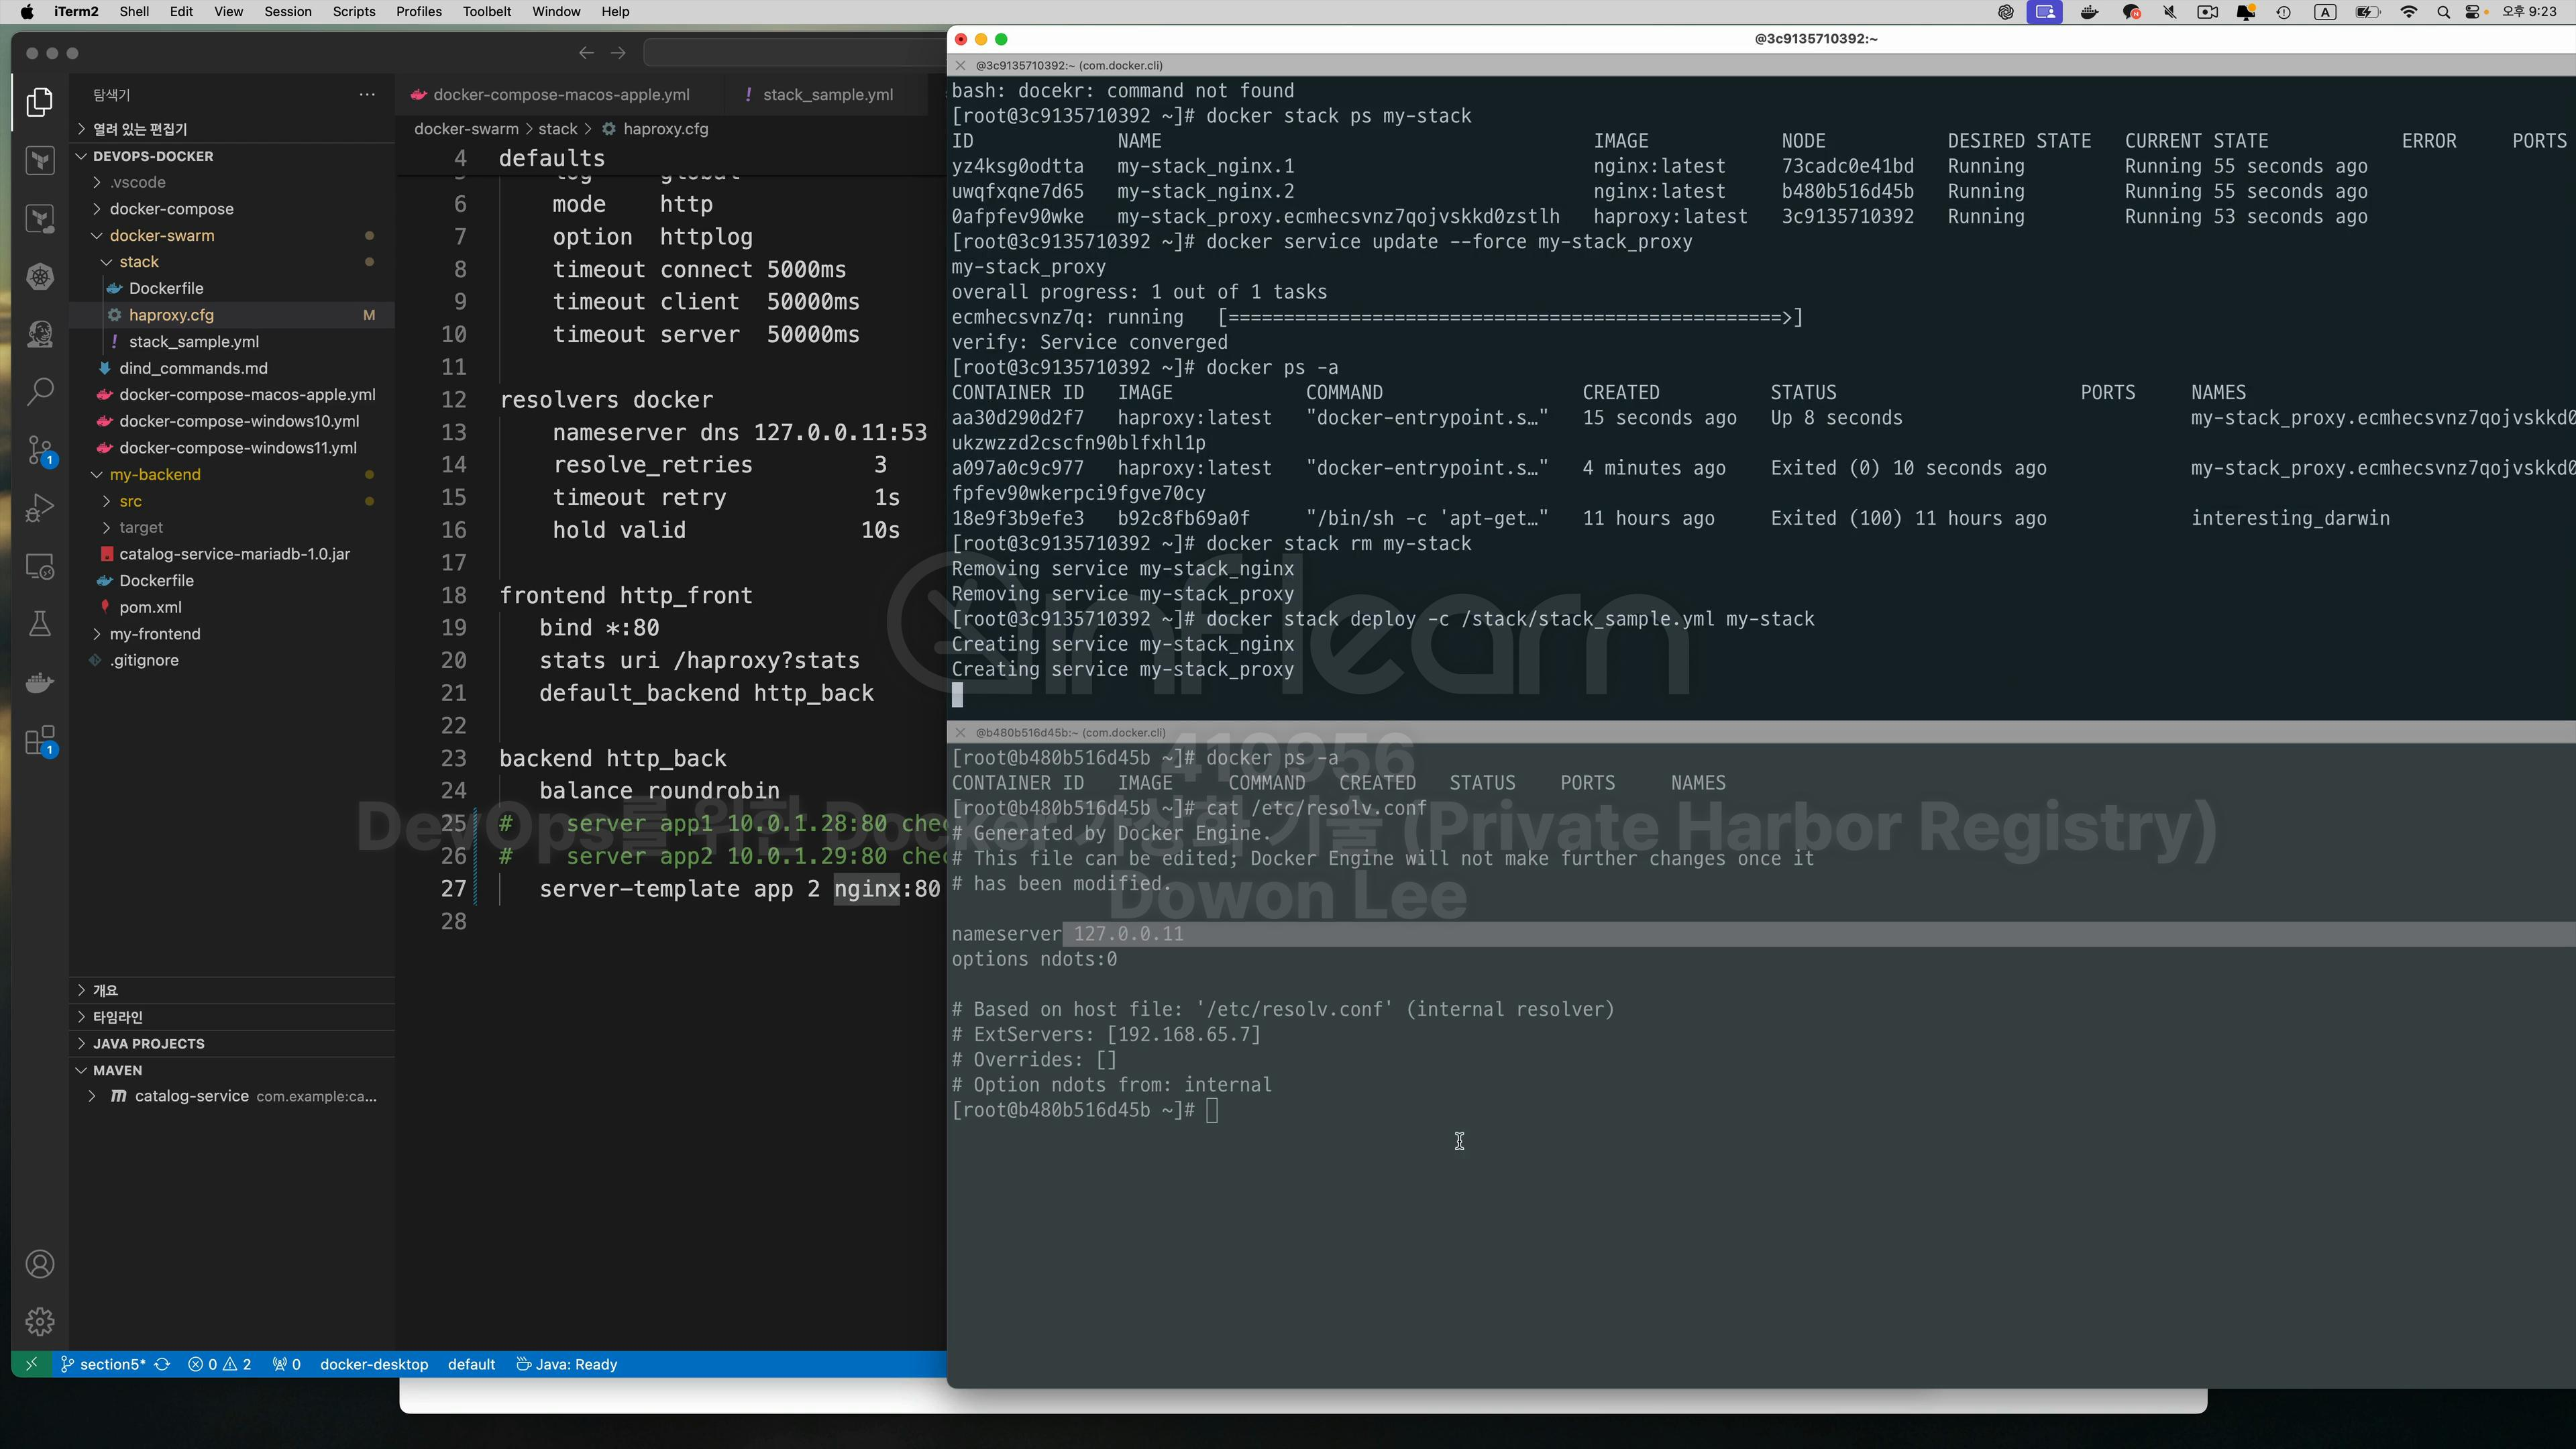 iTerm2 Shell Edit View Session Scripts Profiles Toolbelt Window Help
A 오후 9:23
탐색기 ...
열려 있는 편집기
DEVOPS-DOCKER
.vscode
docker-compose
docker-swarm
stack
Dockerfile
haproxy.cfg M
! stack_sample.yml
dind_commands.md
docker-compose-macos-apple.yml
docker-compose-windows10.yml
docker-compose-windows11.yml
my-backend
src
target
catalog-service-mariadb-1.0.jar
Dockerfile
pom.xml
my-frontend
.gitignore
1
1
개요
타임라인
JAVA PROJECTS
MAVEN
m catalog-service com.example:ca...
section5* 0 2 0 docker-desktop default Java: Ready
docker-compose-macos-apple.yml ! stack_sample.yml
docker-swarm > stack > haproxy.cfg
4 defaults
6 mode http
7 option httplog
8 timeout connect 5000ms
9 timeout client 50000ms
10 timeout server 50000ms
11
12 resolvers docker
13 nameserver dns 127.0.0.11:53
14 resolve_retries 3
15 timeout retry 1s
16 hold valid 10s
17
18 frontend http_front
19 bind *:80
20 stats uri /haproxy?stats
21 default_backend http_back
22
23 backend http_back
24 balance roundrobin
25 # server app1 10.0.1.28:80 chec
26 # server app2 10.0.1.29:80 chec
27 server-template app 2 nginx:80
28
@3c9135710392:~
@3c9135710392:~ (com.docker.cli)
bash: docekr: command not found
[root@3c9135710392 ~]# docker stack ps my-stack
ID NAME IMAGE NODE DESIRED STATE CURRENT STATE ERROR PORTS
yz4ksg0odtta my-stack_nginx.1 nginx:latest 73cadc0e41bd Running Running 55 seconds ago
uwqfxqne7d65 my-stack_nginx.2 nginx:latest b480b516d45b Running Running 55 seconds ago
0afpfev90wke my-stack_proxy.ecmhecsvnz7qojvskkd0zstlh haproxy:latest 3c9135710392 Running Running 53 seconds ago
[root@3c9135710392 ~]# docker service update --force my-stack_proxy
my-stack_proxy
overall progress: 1 out of 1 tasks
ecmhecsvnz7q: running [==================================================>]
verify: Service converged
[root@3c9135710392 ~]# docker ps -a
CONTAINER ID IMAGE COMMAND CREATED STATUS PORTS NAMES
aa30d290d2f7 haproxy:latest "docker-entrypoint.s…" 15 seconds ago Up 8 seconds my-stack_proxy.ecmhecsvnz7qojvskkd0
ukzwzzd2cscfn90blfxhl1p
a097a0c9c977 haproxy:latest "docker-entrypoint.s…" 4 minutes ago Exited (0) 10 seconds ago my-stack_proxy.ecmhecsvnz7qojvskkd0
fpfev90wkerpci9fgve70cy
18e9f3b9efe3 b92c8fb69a0f "/bin/sh -c 'apt-get…" 11 hours ago Exited (100) 11 hours ago interesting_darwin
[root@3c9135710392 ~]# docker stack rm my-stack
Removing service my-stack_nginx
Removing service my-stack_proxy
[root@3c9135710392 ~]# docker stack deploy -c /stack/stack_sample.yml my-stack
Creating service my-stack_nginx
Creating service my-stack_proxy
@b480b516d45b:~ (com.docker.cli)
[root@b480b516d45b ~]# docker ps -a
CONTAINER ID IMAGE COMMAND CREATED STATUS PORTS NAMES
[root@b480b516d45b ~]# cat /etc/resolv.conf
# Generated by Docker Engine.
# This file can be edited; Docker Engine will not make further changes once it
# has been modified.
nameserver 127.0.0.11
options ndots:0
# Based on host file: '/etc/resolv.conf' (internal resolver)
# ExtServers: [192.168.65.7]
# Overrides: []
# Option ndots from: internal
[root@b480b516d45b ~]#
inflearn
410956
DevOps를 위한 Docker 가상화 기술 (Private Harbor Registry)
Dowon Lee